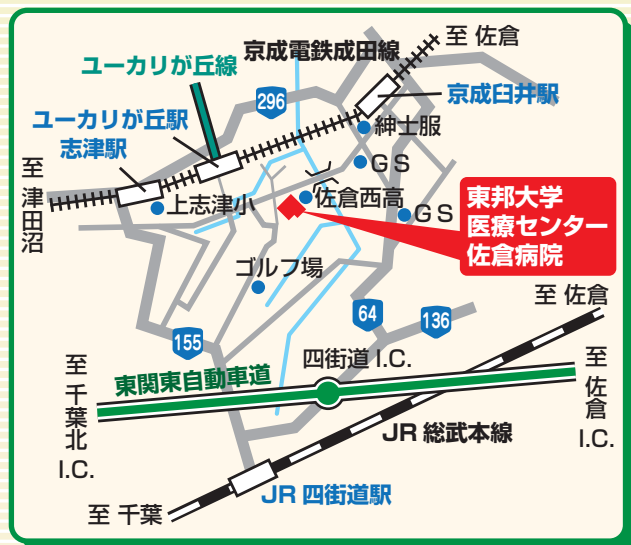 京成電鉄成田線
至 佐倉
ユーカリが丘線
296
京成臼井駅
ユーカリが丘駅
志津駅
紳士服
至 津田沼
GS
上志津小
佐倉西高
GS
東邦大学
医療センター
佐倉病院
ゴルフ場
至 佐倉
64
136
155
四街道 I.C.
至 千葉北 I.C.
東関東自動車道
至 佐倉 I.C.
JR 総武本線
JR 四街道駅
至 千葉